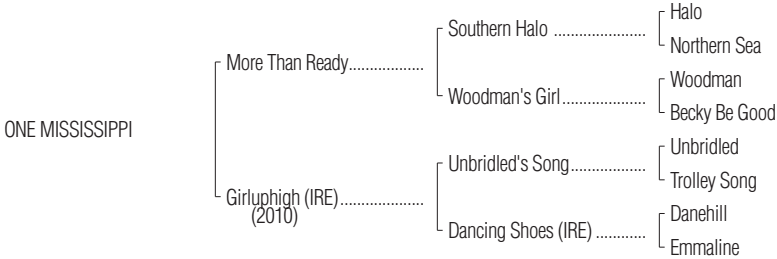 Halo
Southern Halo ......................
Northern Sea
More Than Ready..................
Woodman
Woodman's Girl....................
Becky Be Good
ONE MISSISSIPPI
Unbridled
Unbridled's Song..................
Trolley Song
Girluphigh (IRE)....................
(2010)
Danehill
Dancing Shoes (IRE) ............
Emmaline